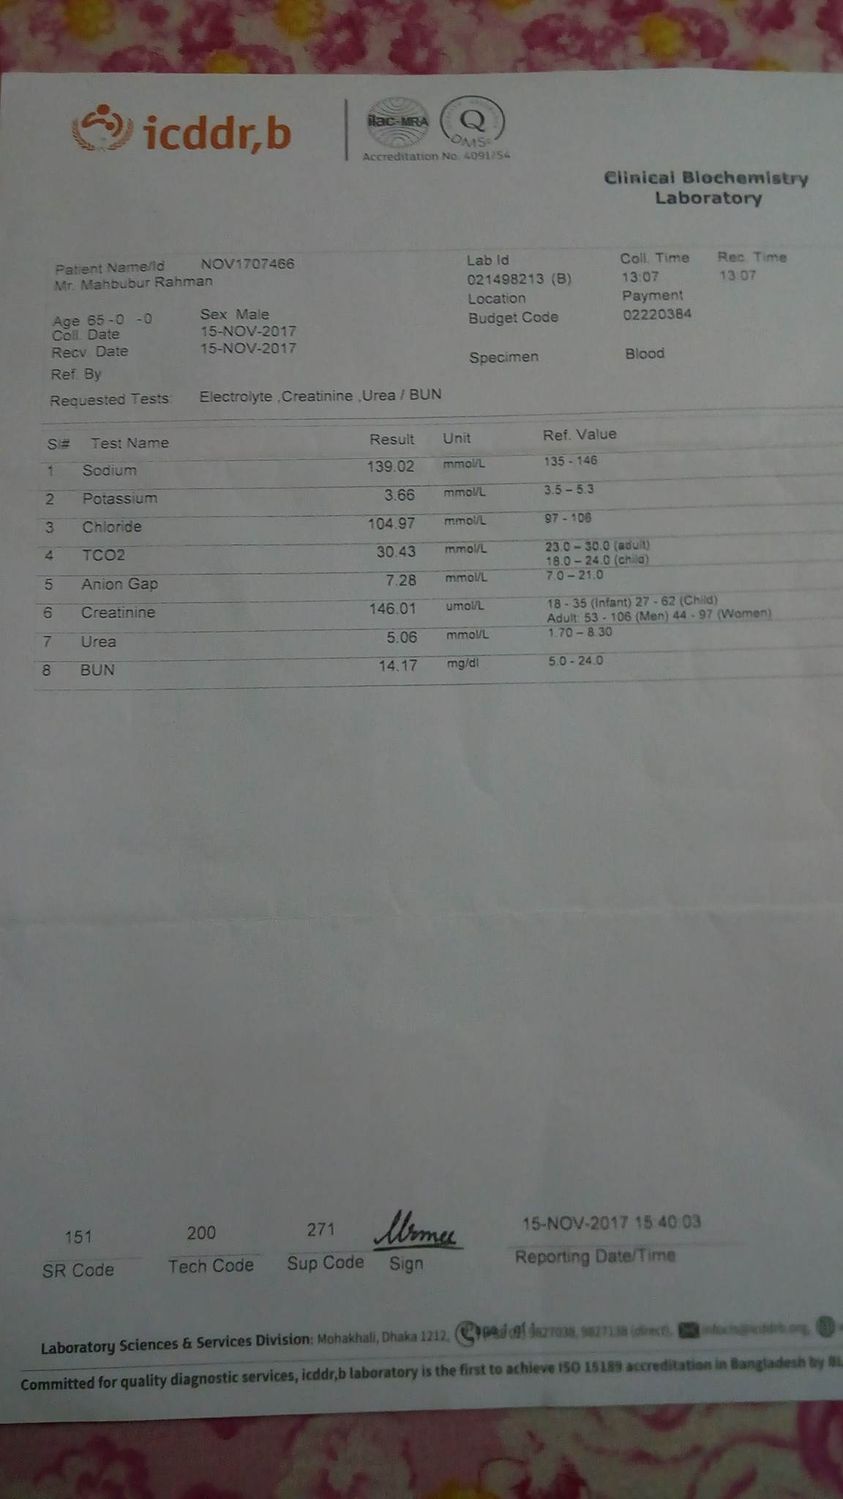 icddr,b
ilac-MRA
Q
QMS
Accreditation No. 4091/54
Clinical Biochemistry
Laboratory
Patient Name/Id NOV1707466
Mr. Mahbubur Rahman
Lab Id Coll. Time Rec. Time
021498213 (B) 13:07 13:07
Location Payment
Budget Code 02220384
Age 65 -0 -0 Sex Male
Coll. Date 15-NOV-2017
Recv. Date 15-NOV-2017
Specimen Blood
Ref. By
Requested Tests: Electrolyte ,Creatinine ,Urea / BUN
Sl# Test Name Result Unit Ref. Value
1 Sodium 139.02 mmol/L 135 - 146
2 Potassium 3.66 mmol/L 3.5 – 5.3
3 Chloride 104.97 mmol/L 97 - 106
4 TCO2 30.43 mmol/L 23.0 – 30.0 (adult)
18.0 – 24.0 (child)
5 Anion Gap 7.28 mmol/L 7.0 – 21.0
6 Creatinine 146.01 umol/L 18 - 35 (Infant) 27 - 62 (Child)
Adult: 53 - 106 (Men) 44 - 97 (Women)
7 Urea 5.06 mmol/L 1.70 – 8.30
8 BUN 14.17 mg/dl 5.0 - 24.0
151 200 271 15-NOV-2017 15:40:03
SR Code Tech Code Sup Code Sign Reporting Date/Time
Laboratory Sciences & Services Division: Mohakhali, Dhaka 1212, 9827038, (direct),
Committed for quality diagnostic services, icddr,b laboratory is the first to achieve ISO 15189 accreditation in Bangladesh by